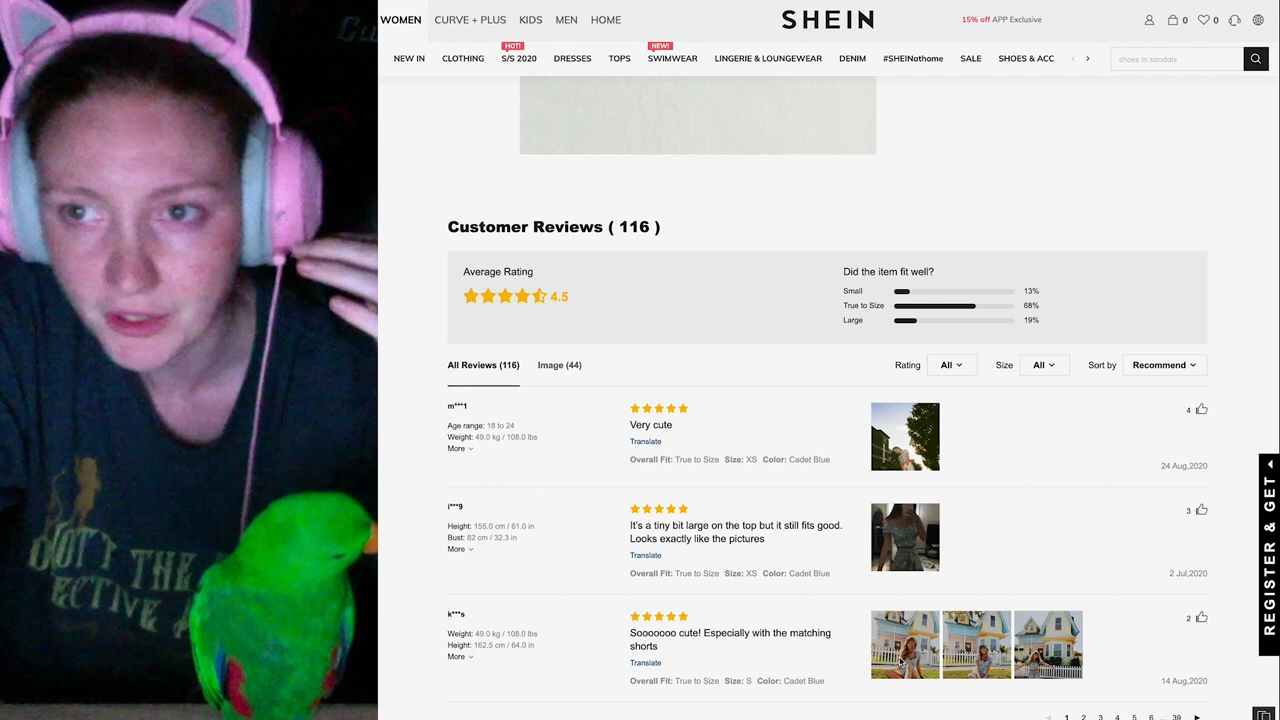 WOMEN CURVE + PLUS KIDS MEN HOME
SHEIN
15% off APP Exclusive
0 0
HOT! NEW!
NEW IN CLOTHING S/S 2020 DRESSES TOPS SWIMWEAR LINGERIE & LOUNGEWEAR DENIM #SHEINathome SALE SHOES & ACC
shoes in sandals
Customer Reviews ( 116 )
Average Rating
4.5
Did the item fit well?
Small 13%
True to Size 68%
Large 19%
All Reviews (116) Image (44)
Rating All Size All Sort by Recommend
m***1
Age range: 18 to 24
Weight: 49.0 kg / 108.0 lbs
More
Very cute
Translate
Overall Fit: True to Size Size: XS Color: Cadet Blue
4
24 Aug,2020
i***9
Height: 155.0 cm / 61.0 in
Bust: 82 cm / 32.3 in
More
It's a tiny bit large on the top but it still fits good.
Looks exactly like the pictures
Translate
Overall Fit: True to Size Size: XS Color: Cadet Blue
3
2 Jul,2020
k***s
Weight: 49.0 kg / 108.0 lbs
Height: 162.5 cm / 64.0 in
More
Sooooooo cute! Especially with the matching
shorts
Translate
Overall Fit: True to Size Size: S Color: Cadet Blue
2
14 Aug,2020
1 2 3 4 5 6 ... 39
REGISTER & GET
THE